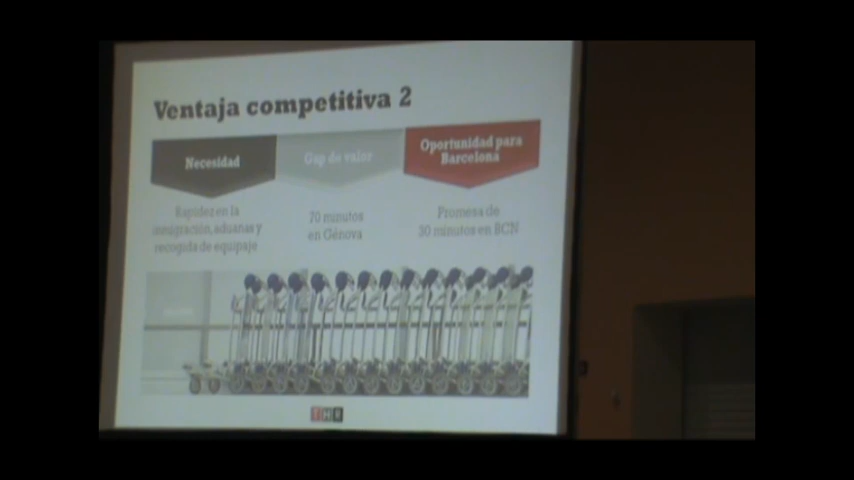 Ventaja competitiva 2
Necesidad
Gap de valor
Oportunidad para
Barcelona
Rapidez en la
inmigración, aduanas y
recogida de equipaje
70 minutos
en Génova
Promesa de
30 minutos en BCN
THR